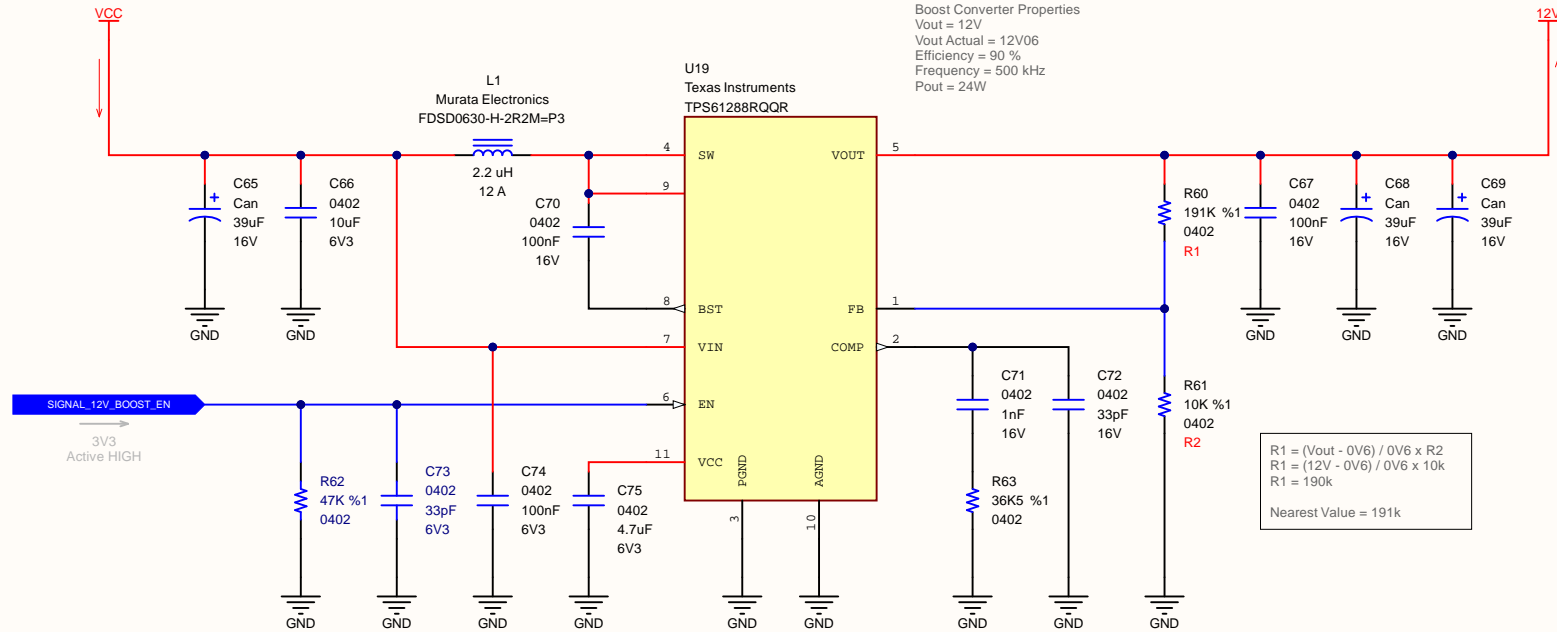 VCC
Boost Converter Properties
Vout = 12V
Vout Actual = 12V06
Efficiency = 90 %
Frequency = 500 kHz
Pout = 24W
L1
Murata Electronics
FDSD0630-H-2R2M=P3
2.2 uH
12 A
U19
Texas Instruments
TPS61288RQQR
4
SW
9
8
BST
7
VIN
6
EN
11
VCC
VOUT
5
FB
1
COMP
2
PGND
3
AGND
10
C65
Can
39uF
16V
GND
C66
0402
10uF
6V3
GND
C70
0402
100nF
16V
R60
191K %1
0402
R1
C67
0402
100nF
16V
GND
C68
Can
39uF
16V
GND
C69
Can
39uF
16V
GND
SIGNAL_12V_BOOST_EN
3V3
Active HIGH
R62
47K %1
0402
GND
C73
0402
33pF
6V3
GND
C74
0402
100nF
6V3
GND
C75
0402
4.7uF
6V3
GND
GND
GND
C71
0402
1nF
16V
R63
36K5 %1
0402
GND
C72
0402
33pF
16V
GND
R61
10K %1
0402
R2
GND
R1 = (Vout - 0V6) / 0V6 x R2
R1 = (12V - 0V6) / 0V6 x 10k
R1 = 190k
Nearest Value = 191k